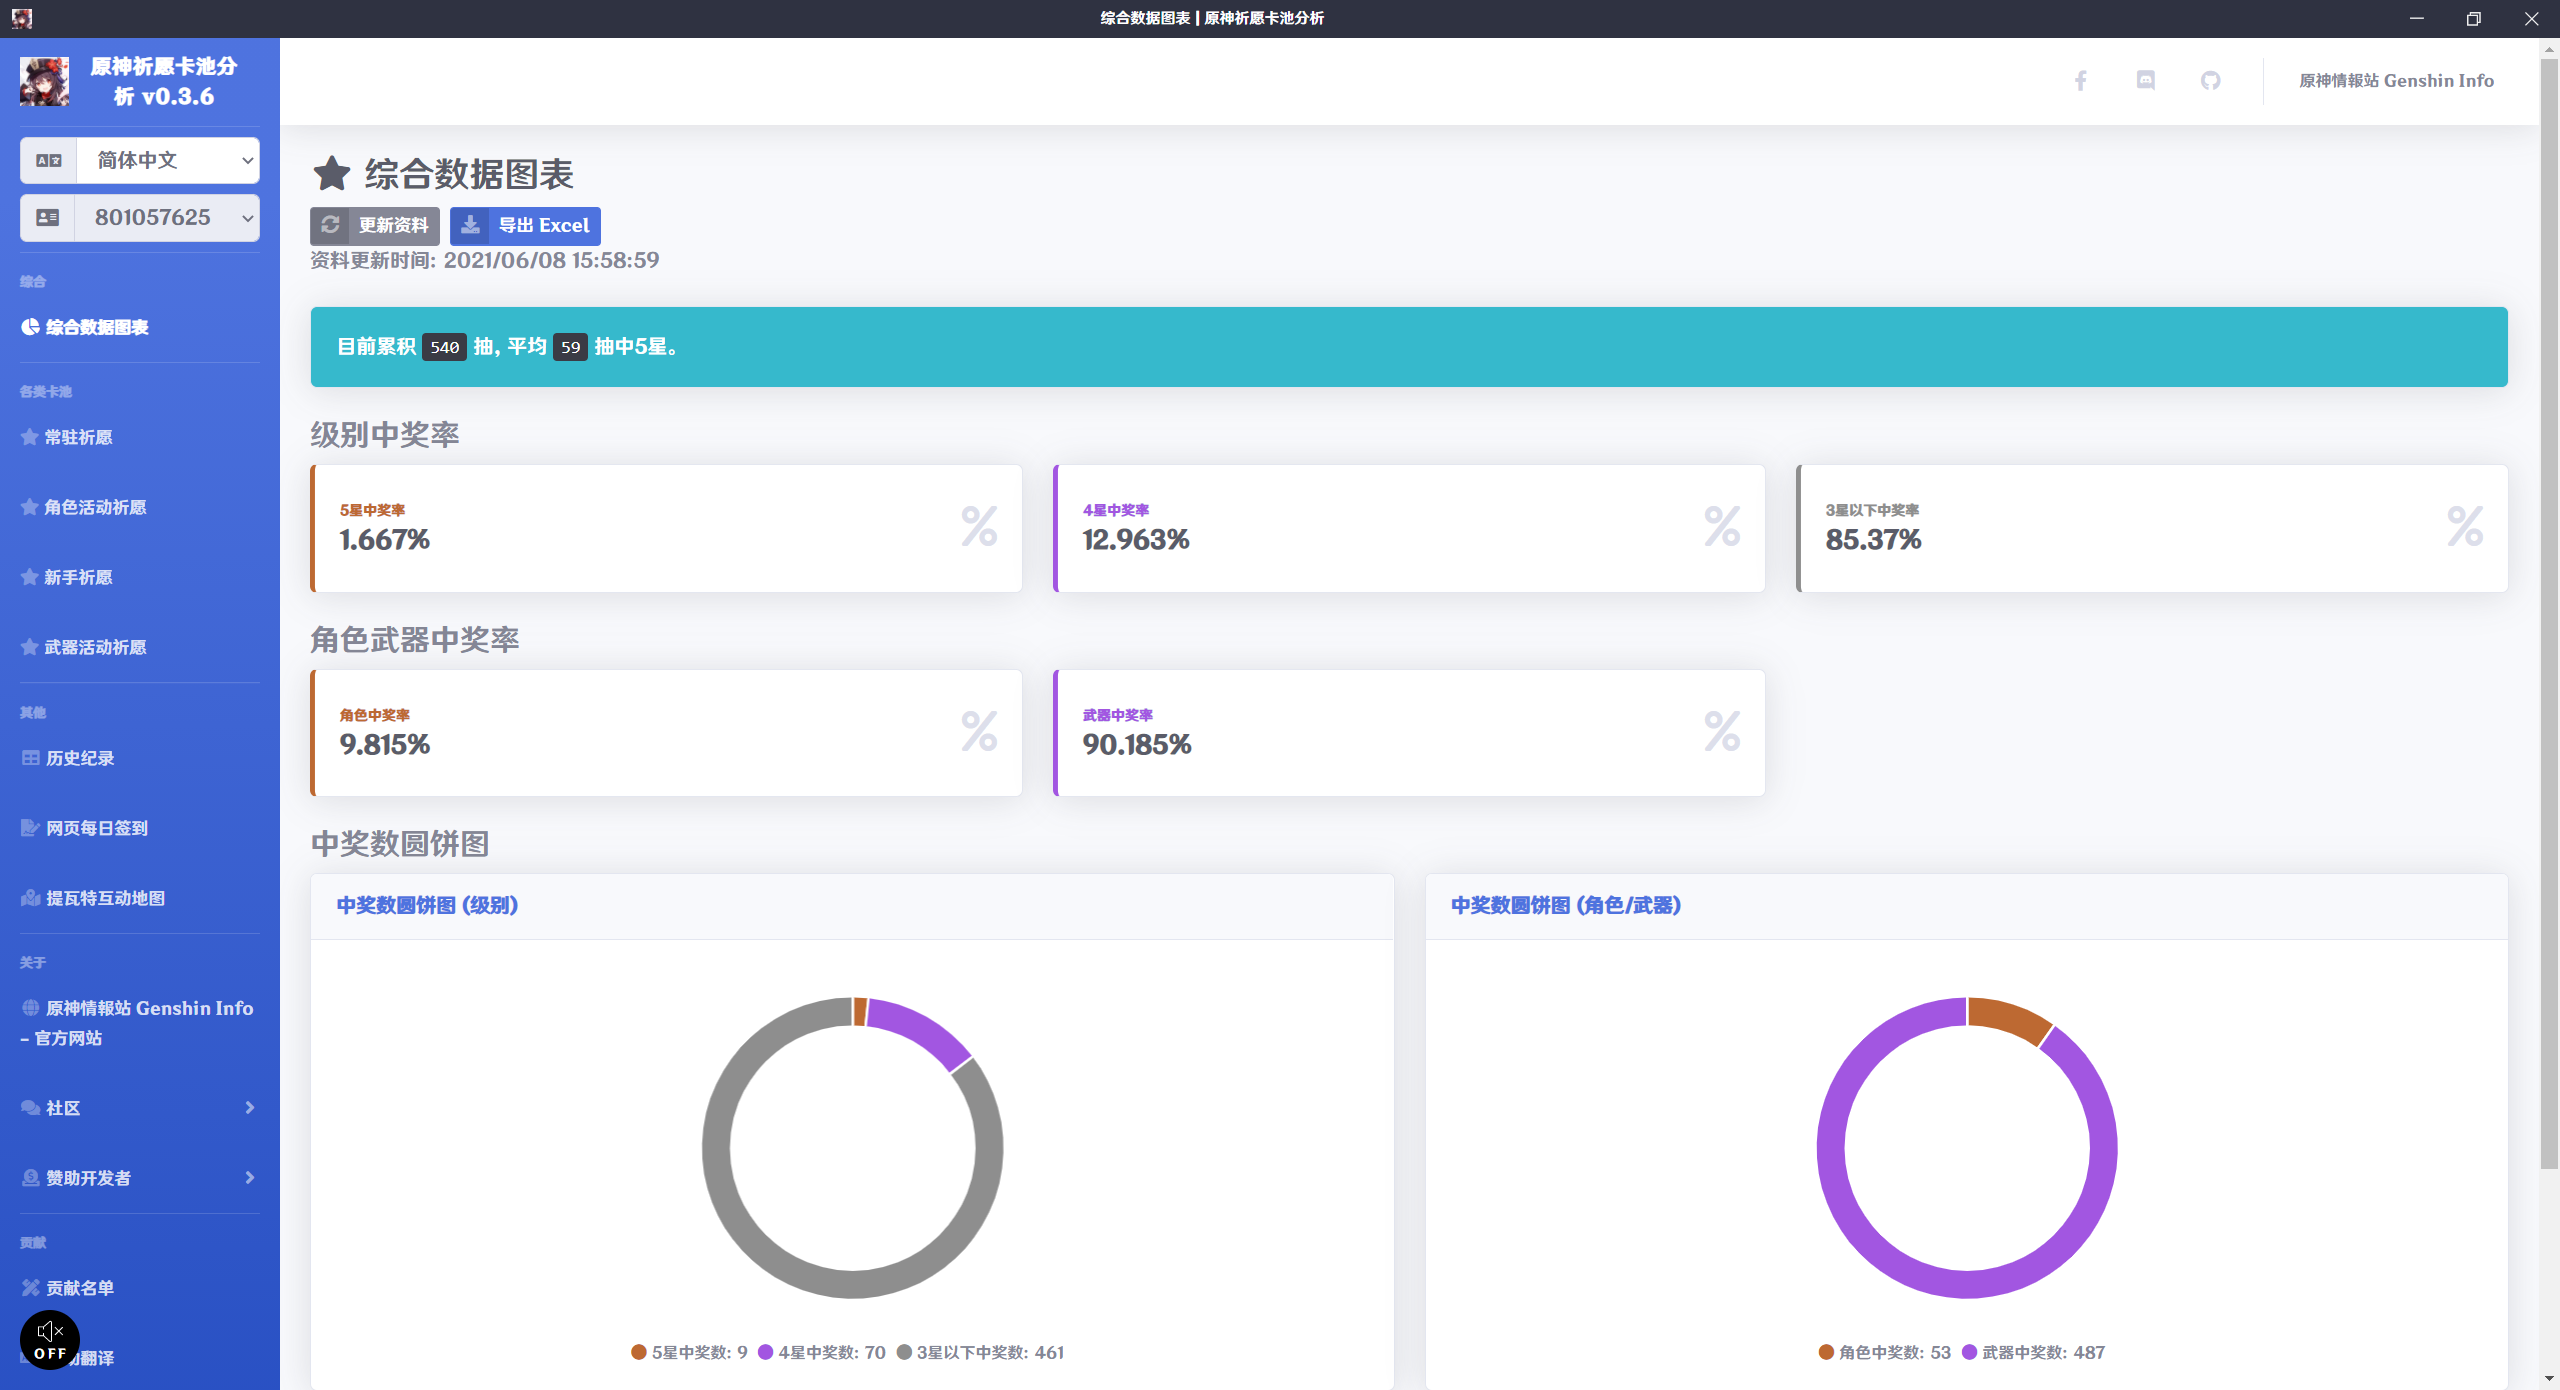 综合数据图表 | 原神祈愿卡池分析
原神祈愿卡池分
析 v0.3.6
简体中文
801057625
综合
综合数据图表
各类卡池
常驻祈愿
角色活动祈愿
新手祈愿
武器活动祈愿
其他
历史纪录
网页每日签到
提瓦特互动地图
关于
原神情報站 Genshin Info
- 官方网站
社区
赞助开发者
贡献
贡献名单
OFF
翻译
原神情報站 Genshin Info
综合数据图表
更新资料
导出 Excel
资料更新时间: 2021/06/08 15:58:59
目前累积 540 抽, 平均 59 抽中5星。
级别中奖率
5星中奖率
1.667%
4星中奖率
12.963%
3星以下中奖率
85.37%
角色武器中奖率
角色中奖率
9.815%
武器中奖率
90.185%
中奖数圆饼图
中奖数圆饼图 (级别)
5星中奖数: 9 4星中奖数: 70 3星以下中奖数: 461
中奖数圆饼图 (角色/武器)
角色中奖数: 53 武器中奖数: 487